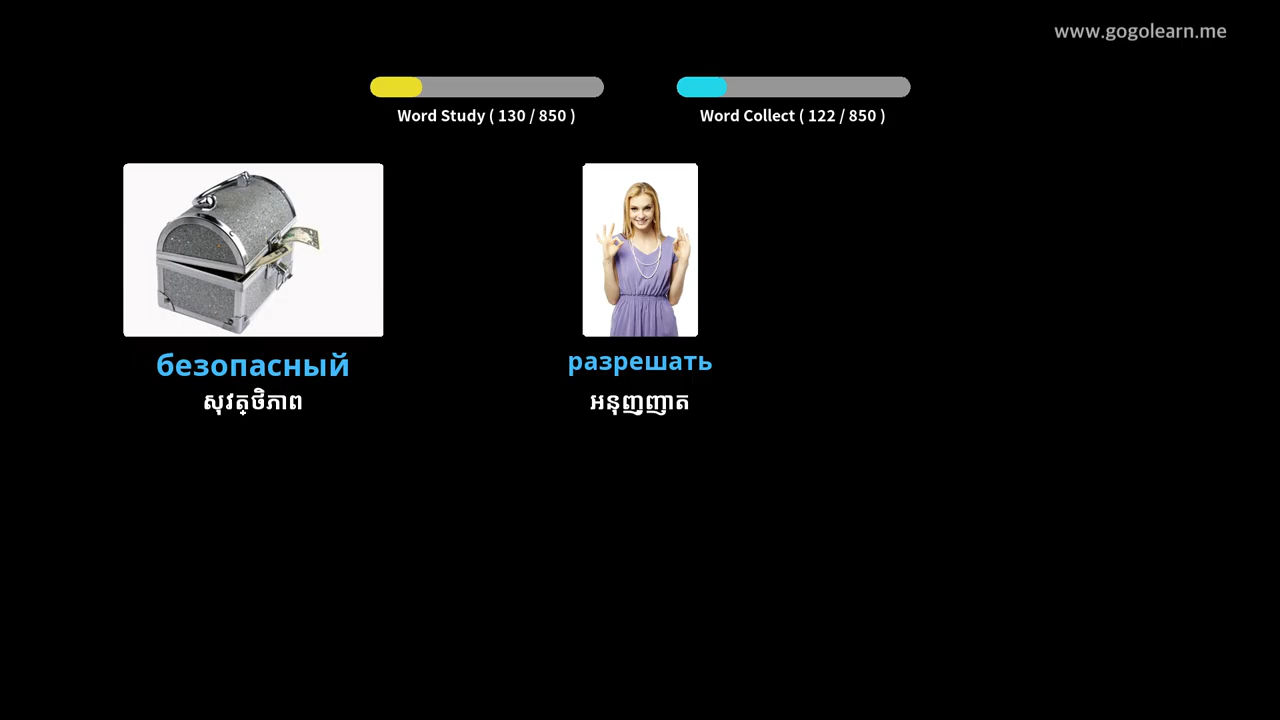 www.gogolearn.me
Word Study ( 130 / 850 )
Word Collect ( 122 / 850 )
безопасный
សុវត្ថិភាព
разрешать
អនុញ្ញាត